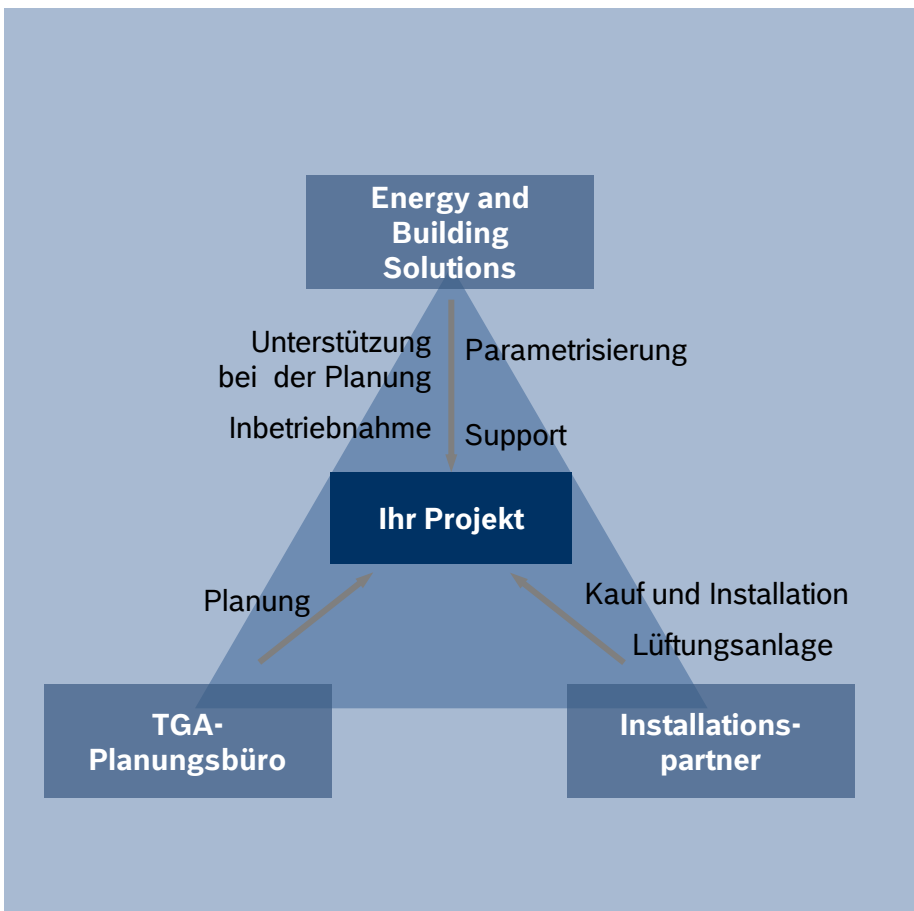 Energy and
Building
Solutions
Unterstützung
bei der Planung
Parametrisierung
Inbetriebnahme
Support
Ihr Projekt
Planung
Kauf und Installation
Lüftungsanlage
TGA-
Planungsbüro
Installations-
partner